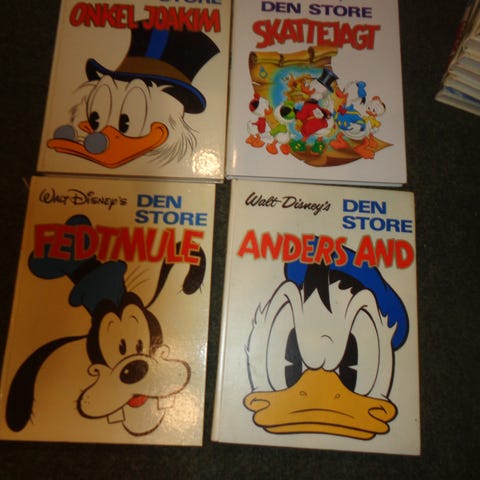 STORE
ONKEL JOAKIM
DEN STORE
SKATTEJAGT
WALT DISNEY's DEN
STORE
FEDTMULE
Walt Disney's DEN
STORE
ANDERS AND